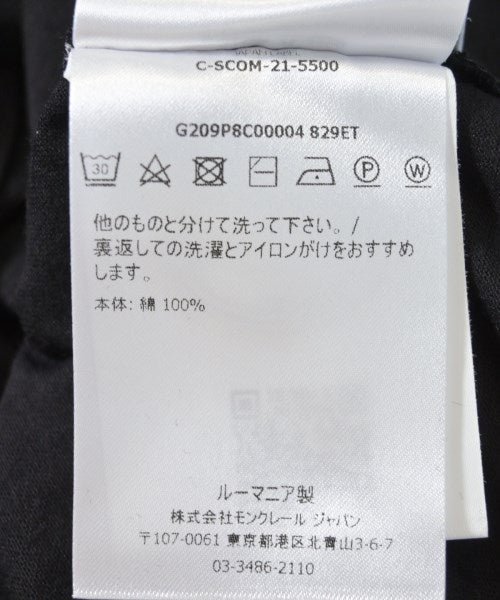 JAPAN LABEL
C-SCOM-21-5500
G209P8C00004 829ET
30
P
W
他のものと分けて洗って下さい。/
裏返しての洗濯とアイロンがけをおすすめ
します。
本体: 綿 100%
ルーマニア製
株式会社モンクレール ジャパン
〒107-0061 東京都港区北青山3-6-7
03-3486-2110